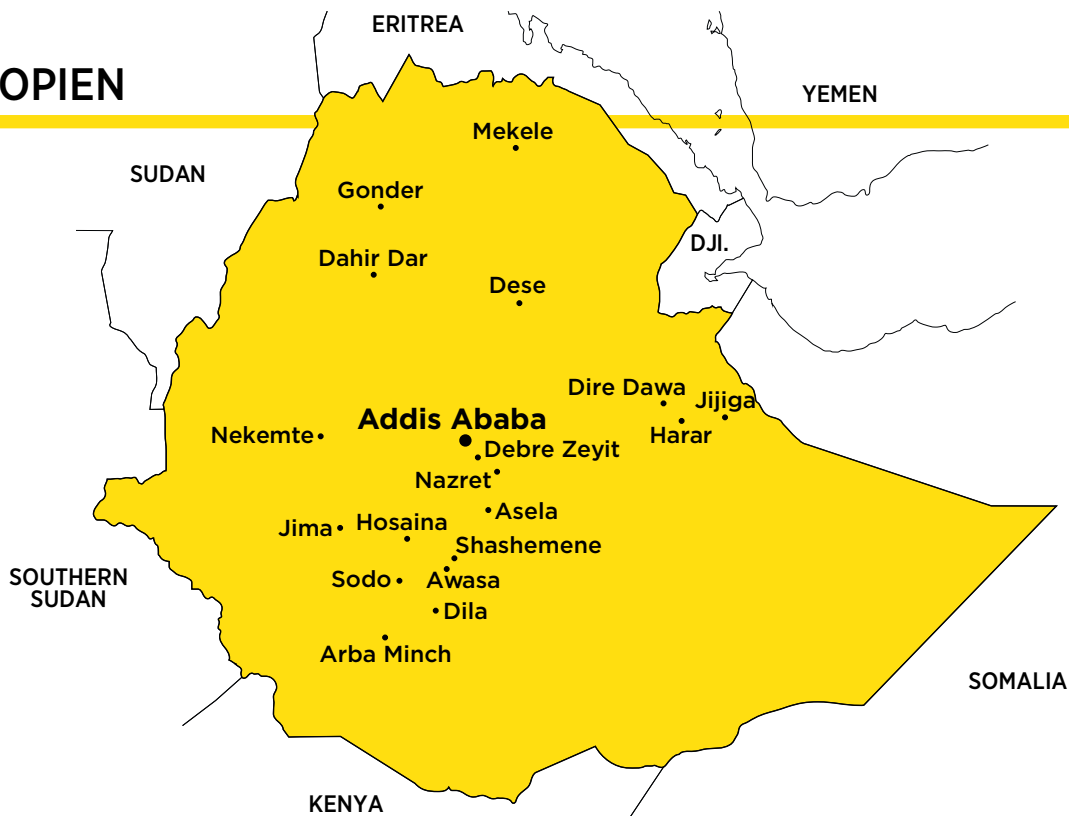 ERITREA
OPIEN
YEMEN
Mekele
SUDAN
Gonder
DJI.
Dahir Dar
Dese
Dire Dawa
Jijiga
Addis Ababa
Nekemte
Harar
Debre Zeyit
Nazret
Asela
Hosaina
Jima
Shashemene
SOUTHERN
SUDAN
Sodo
Awasa
Dila
Arba Minch
SOMALIA
KENYA